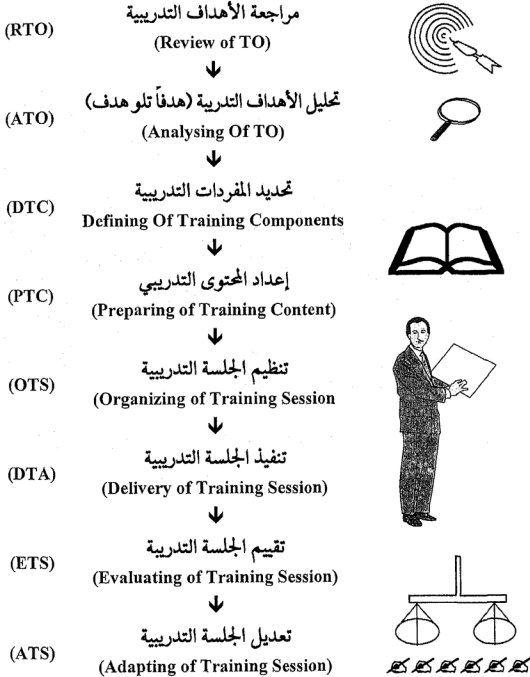 (RTO)
مراجعة الأهداف التدريبية
(Review of TO)
(ATO)
تحليل الأهداف التدريبة (هدفاً تلو هدف)
(Analysing Of TO)
(DTC)
تحديد المفردات التدريبية
Defining Of Training Components
(PTC)
إعداد المحتوى التدريبي
(Preparing of Training Content)
(OTS)
تنظيم الجلسة التدريبية
(Organizing of Training Session
(DTA)
تنفيذ الجلسة التدريبية
(Delivery of Training Session)
(ETS)
تقييم الجلسة التدريبة
(Evaluating of Training Session)
(ATS)
تعديل الجلسة التدريبية
(Adapting of Training Session)